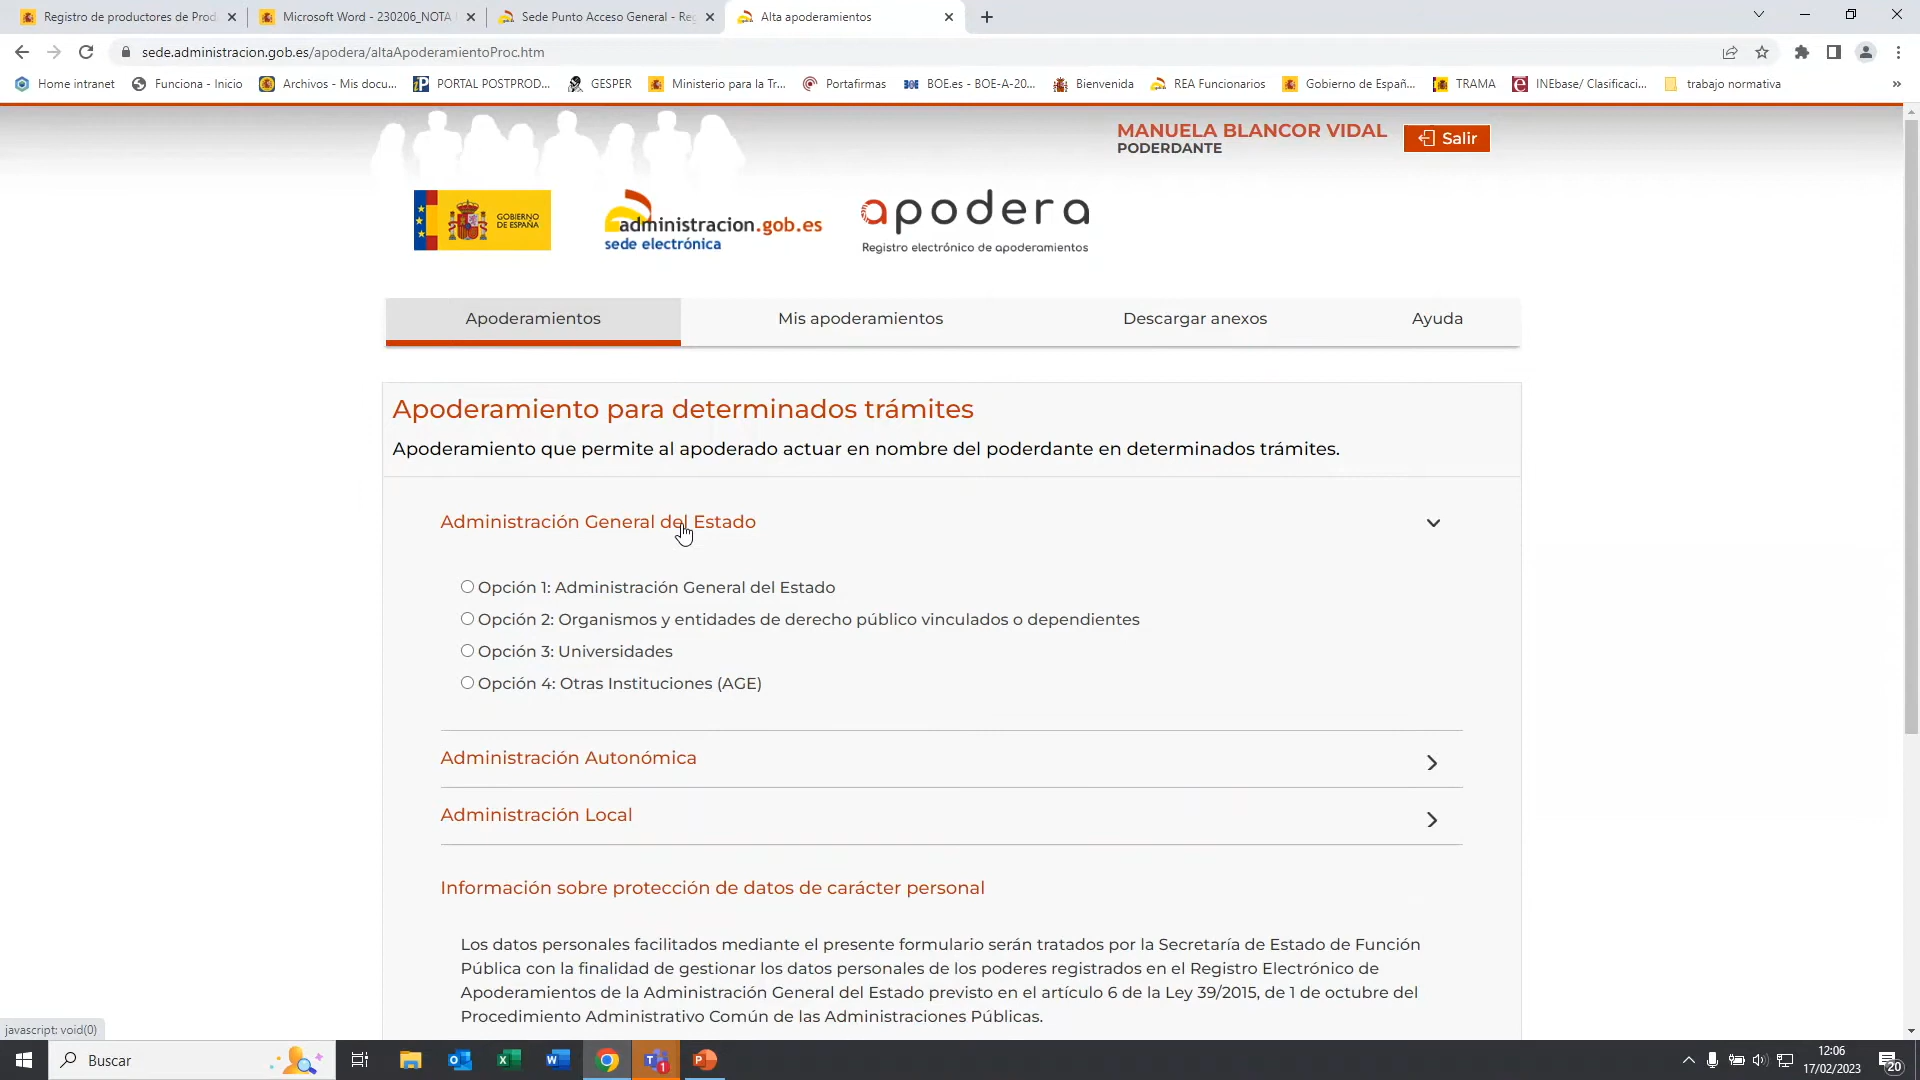 Registro de productores de Prod
Microsoft Word - 230206_NOTA
Sede Punto Acceso General - Re
Alta apoderamientos
sede.administracion.gob.es/apodera/altaApoderamientoProc.htm
Home intranet
Funciona - Inicio
Archivos - Mis docu...
PORTAL POSTPROD...
GESPER
Ministerio para la Tr...
Portafirmas
BOE.es - BOE-A-20...
Bienvenida
REA Funcionarios
Gobierno de Españ...
TRAMA
INEbase/ Clasificaci...
trabajo normativa
MANUELA BLANCOR VIDAL
PODERDANTE
Salir
GOBIERNO
DE ESPAÑA
administracion.gob.es
sede electrónica
apodera
Registro electrónico de apoderamientos
Apoderamientos
Mis apoderamientos
Descargar anexos
Ayuda
Apoderamiento para determinados trámites
Apoderamiento que permite al apoderado actuar en nombre del poderdante en determinados trámites.
Administración General del Estado
Opción 1: Administración General del Estado
Opción 2: Organismos y entidades de derecho público vinculados o dependientes
Opción 3: Universidades
Opción 4: Otras Instituciones (AGE)
Administración Autonómica
Administración Local
Información sobre protección de datos de carácter personal
Los datos personales facilitados mediante el presente formulario serán tratados por la Secretaría de Estado de Función
Pública con la finalidad de gestionar los datos personales de los poderes registrados en el Registro Electrónico de
Apoderamientos de la Administración General del Estado previsto en el artículo 6 de la Ley 39/2015, de 1 de octubre del
Procedimiento Administrativo Común de las Administraciones Públicas.
javascript: void(0)
Buscar
12:06
17/02/2023
20